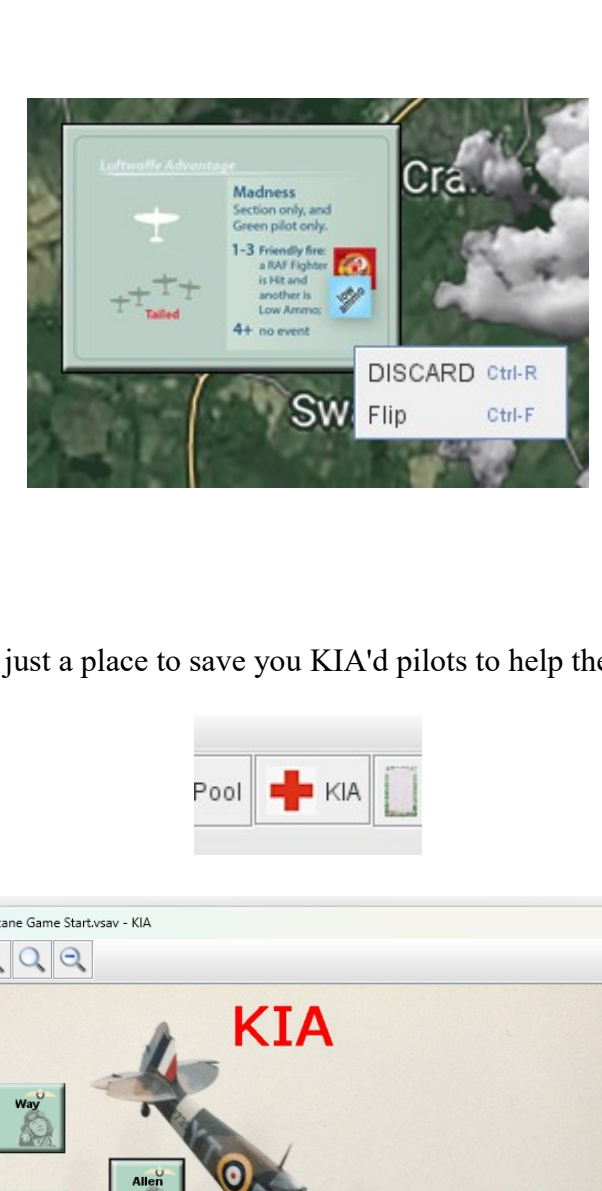 Luftwaffe Advantage
Cra
Madness
Section only, and
Green pilot only.
1-3 Friendly fire:
a RAF Fighter
is Hit and
another is
Low Ammo;
low
ammo
4+ no event
Tailed
DISCARD Ctrl-R
Sw
Flip Ctrl-F
just a place to save you KIA'd pilots to help the
Pool KIA
ane Game Start.vsav - KIA
KIA
Way
Allen